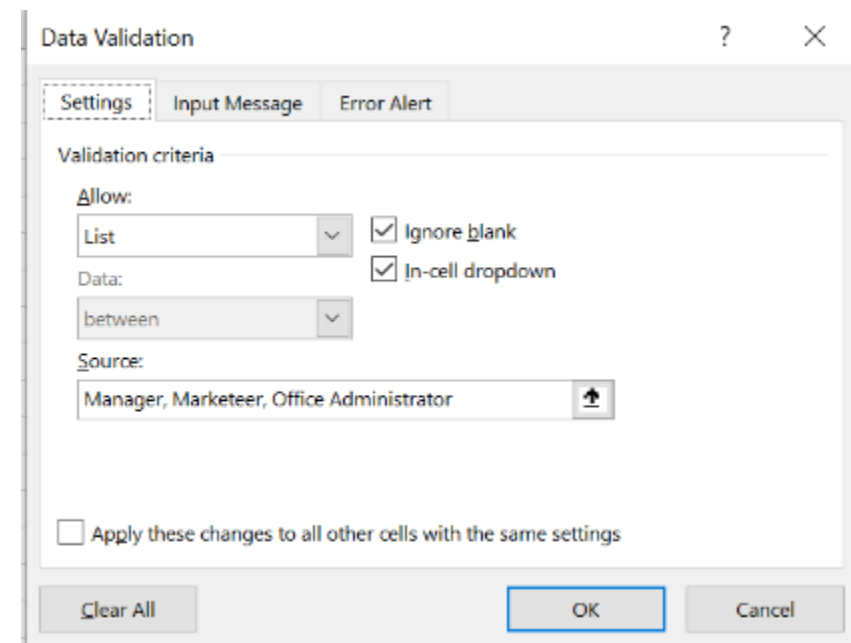 Data Validation ?
Settings Input Message Error Alert
Validation criteria
Allow:
List Ignore blank
Data: In-cell dropdown
between
Source:
Manager, Marketeer, Office Administrator
Apply these changes to all other cells with the same settings
Clear All OK Cancel